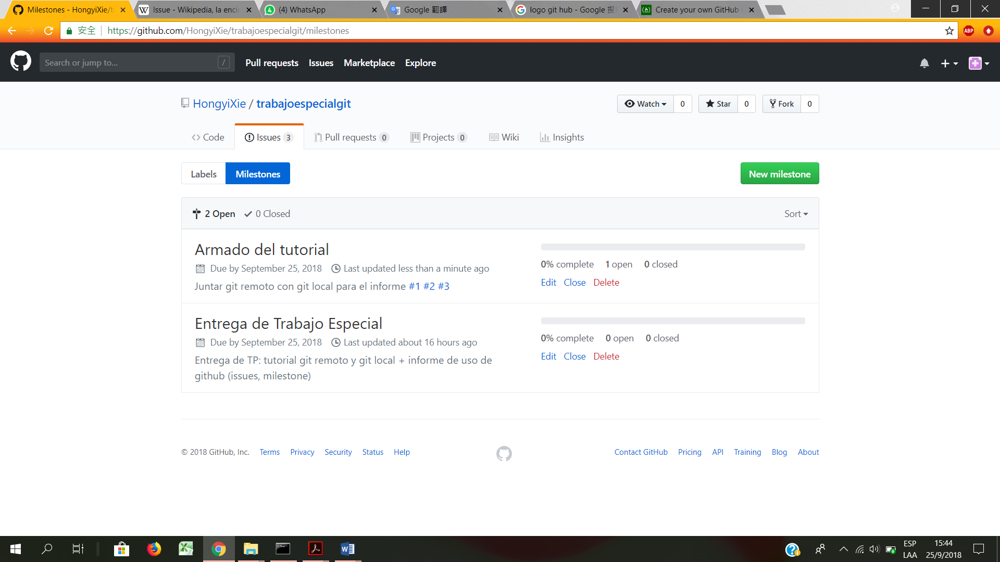 Milestones - HongyiXie/t
Issue - Wikipedia, la enci
(4) WhatsApp
Google 翻譯
logo git hub - Google 搜
Create your own GitHub
安全 https://github.com/HongyiXie/trabajoespecialgit/milestones
ABP
Search or jump to... /
Pull requests Issues Marketplace Explore
HongyiXie / trabajoespecialgit
Watch 0 Star 0 Fork 0
Code Issues 3 Pull requests 0 Projects 0 Wiki Insights
Labels Milestones New milestone
2 Open 0 Closed Sort
Armado del tutorial
Due by September 25, 2018 Last updated less than a minute ago
Juntar git remoto con git local para el informe #1 #2 #3
0% complete 1 open 0 closed
Edit Close Delete
Entrega de Trabajo Especial
Due by September 25, 2018 Last updated about 16 hours ago
Entrega de TP: tutorial git remoto y git local + informe de uso de
github (issues, milestone)
0% complete 0 open 0 closed
Edit Close Delete
© 2018 GitHub, Inc. Terms Privacy Security Status Help
Contact GitHub Pricing API Training Blog About
ESP
LAA
15:44
25/9/2018